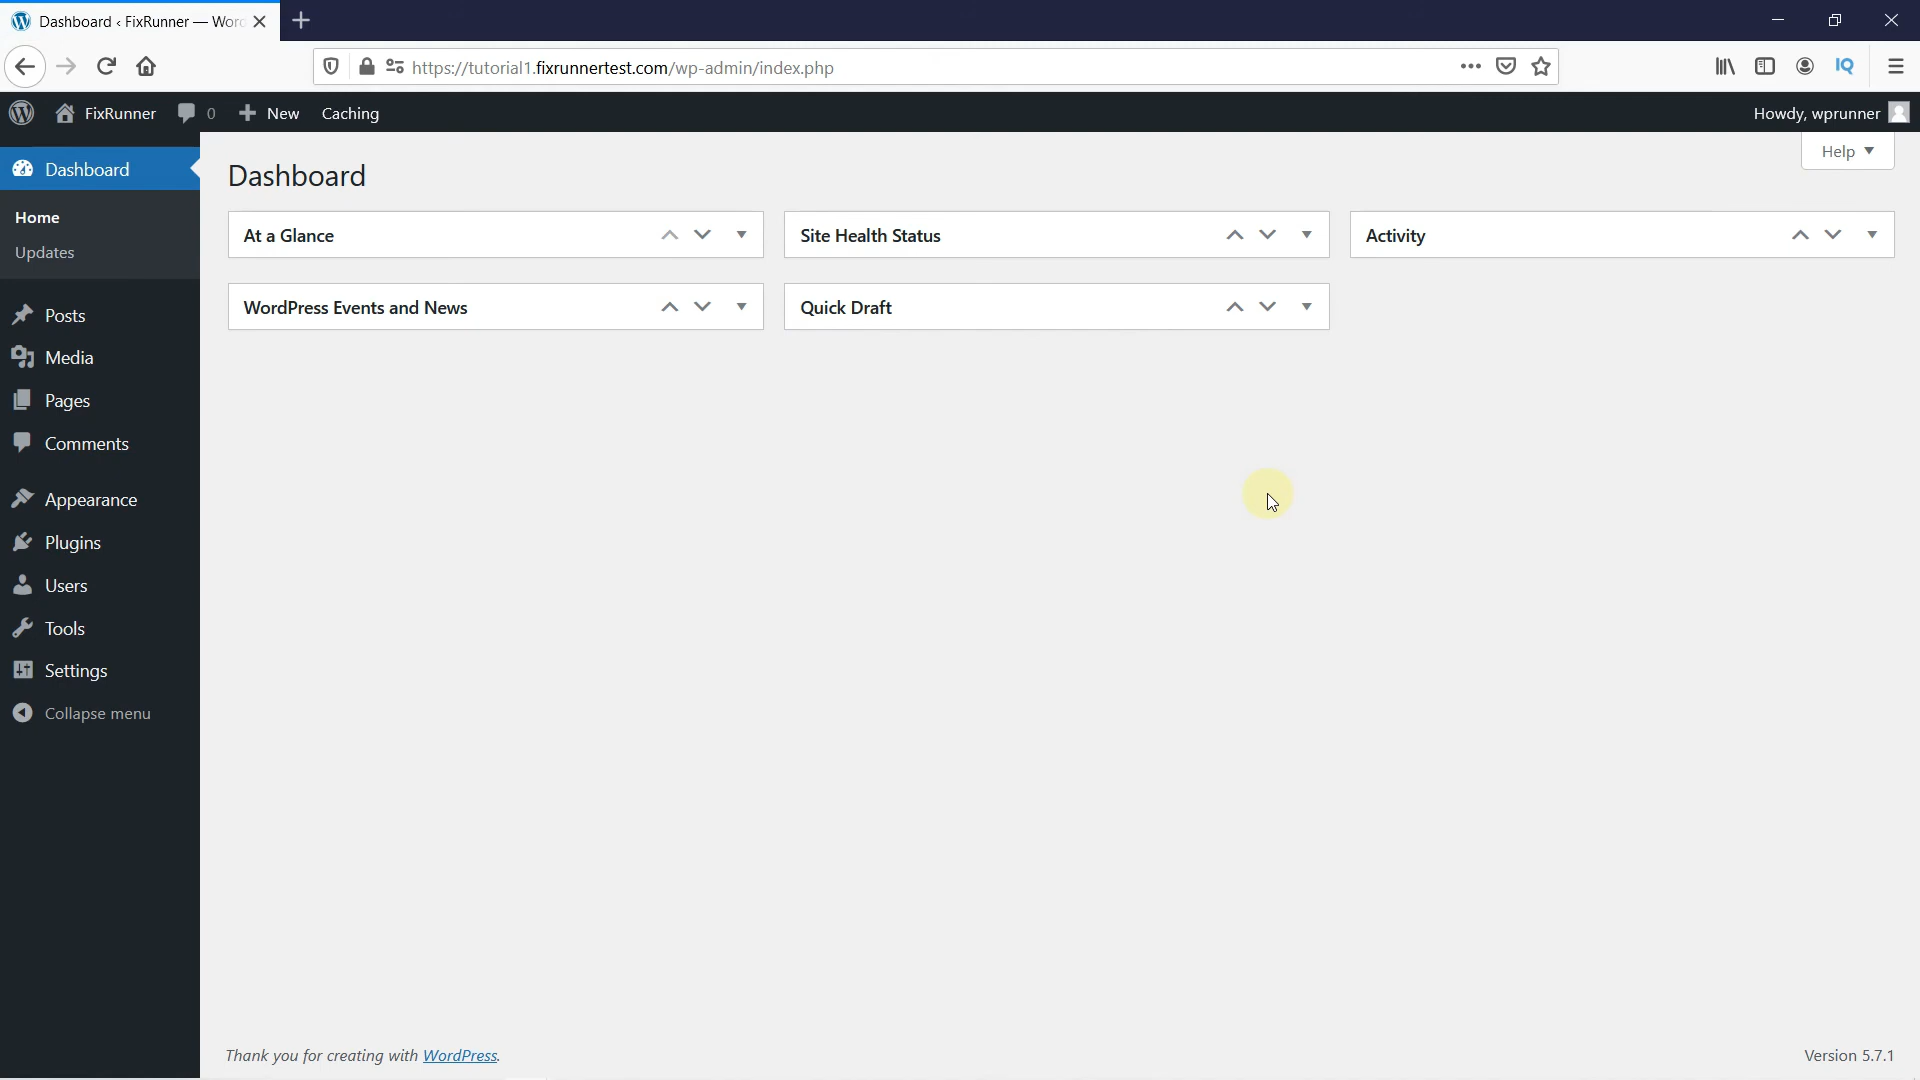 Dashboard ‹ FixRunner — Word
https://tutorial1.fixrunnertest.com/wp-admin/index.php
IQ
FixRunner 0 New Caching Howdy, wprunner
Help
Dashboard
Home
Updates
Posts
Media
Pages
Comments
Appearance
Plugins
Users
Tools
Settings
Collapse menu
Dashboard
At a Glance
Site Health Status
Activity
WordPress Events and News
Quick Draft
Thank you for creating with WordPress.
Version 5.7.1